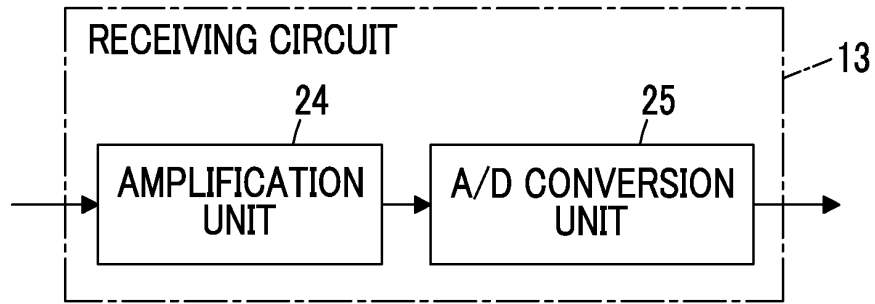 RECEIVING CIRCUIT
13
24
25
AMPLIFICATION
UNIT
A/D CONVERSION
UNIT